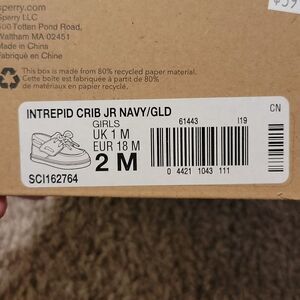 sperry.com
Sperry LLC
500 Totten Pond Road,
Waltham MA 02451
Made in China
Fabriqué en China
This box is made from 80% recycled paper material.
Cette boîte est fabriquée à partir de 80%
de matériaux en papier recyclé.
INTREPID CRIB JR NAVY/GLD
CN
GIRLS
UK 1 M
EUR 18 M
2 M
SCI162764
61443
I19
0 4421 1043 111